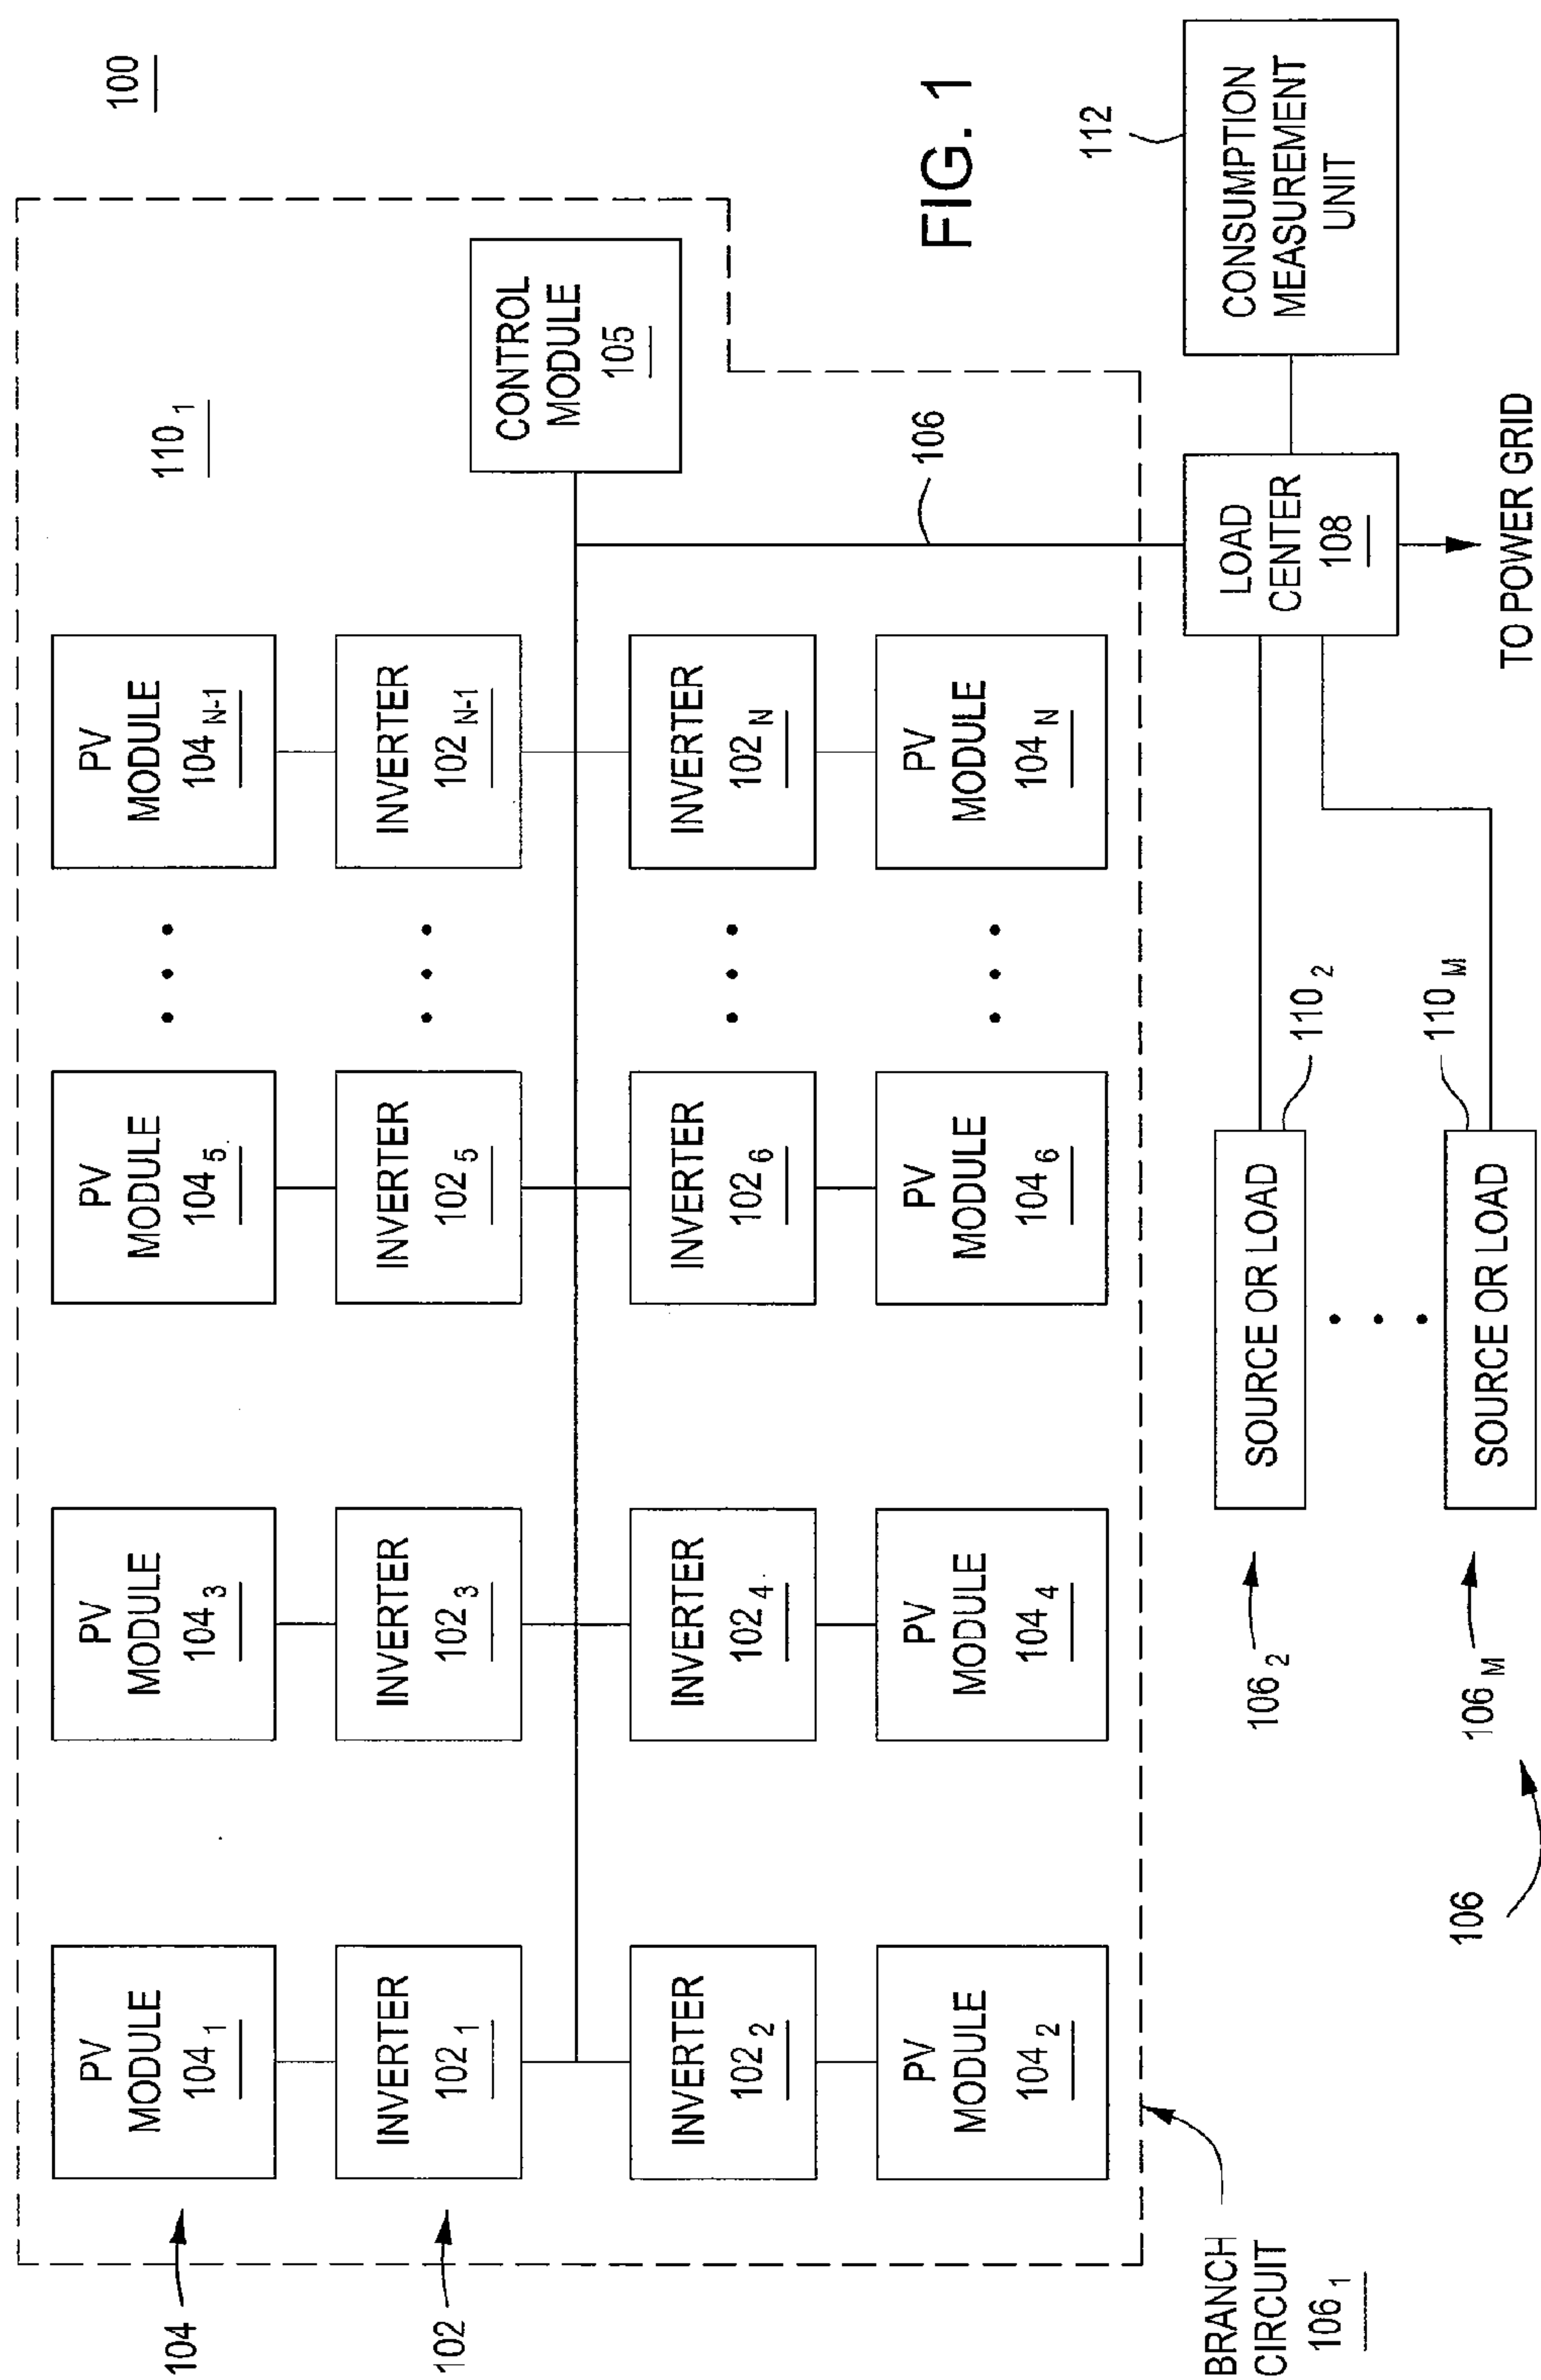 100
110 1
PV
MODULE
104 1
PV
MODULE
104 3
PV
MODULE
104 5
PV
MODULE
104 N-1
104
INVERTER
102 1
INVERTER
102 3
INVERTER
102 5
INVERTER
102 N-1
102
CONTROL
MODULE
105
INVERTER
102 2
INVERTER
102 4
INVERTER
102 6
INVERTER
102 N
PV
MODULE
104 2
PV
MODULE
104 4
PV
MODULE
104 6
PV
MODULE
104 N
106
FIG. 1
BRANCH
CIRCUIT
106 1
106 2
SOURCE OR LOAD
110 2
LOAD
CENTER
108
112
CONSUMPTION
MEASUREMENT
UNIT
106 M
SOURCE OR LOAD
110 M
106
TO POWER GRID